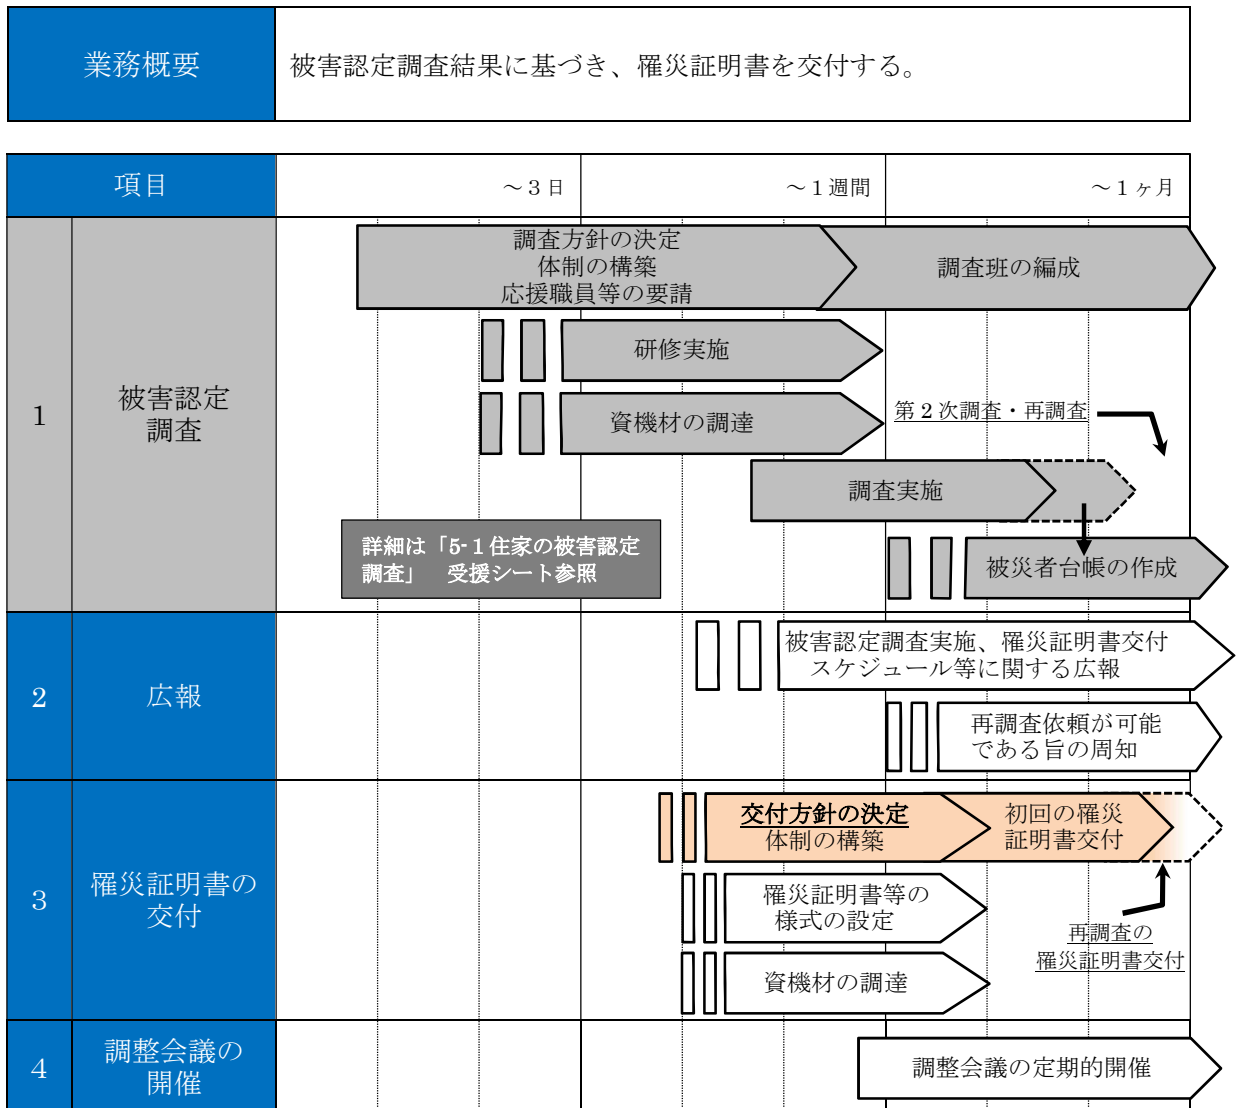 業務概要
被害認定調査結果に基づき、罹災証明書を交付する。
項目
～3日
～1週間
～1ヶ月
1
被害認定
調査
調査方針の決定
体制の構築
応援職員等の要請
調査班の編成
研修実施
資機材の調達
第2次調査・再調査
調査実施
詳細は「5-1住家の被害認定
調査」　受援シート参照
被災者台帳の作成
2
広報
被害認定調査実施、罹災証明書交付
スケジュール等に関する広報
再調査依頼が可能
である旨の周知
3
罹災証明書の
交付
交付方針の決定
体制の構築
初回の罹災
証明書交付
罹災証明書等の
様式の設定
再調査の
罹災証明書交付
資機材の調達
4
調整会議の
開催
調整会議の定期的開催